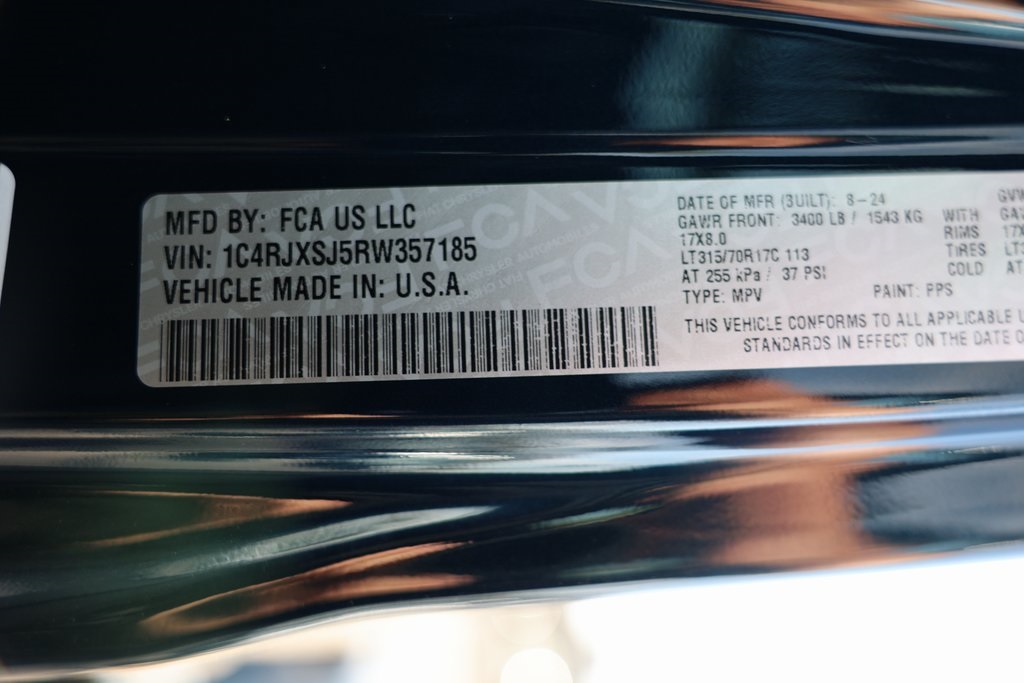 MFD BY: FCA US LLC
VIN: 1C4RJXSJ5RW357185
VEHICLE MADE IN: U.S.A.
DATE OF MFR (BUILT): 8-24
GAWR FRONT: 3400 LB / 1543 KG
17X8.0
LT315/70R17C 113
AT 255 kPa / 37 PSI
TYPE: MPV PAINT: PPS
THIS VEHICLE CONFORMS TO ALL APPLICABLE
STANDARDS IN EFFECT ON THE DATE
WITH
RIMS
TIRES
COLD AT